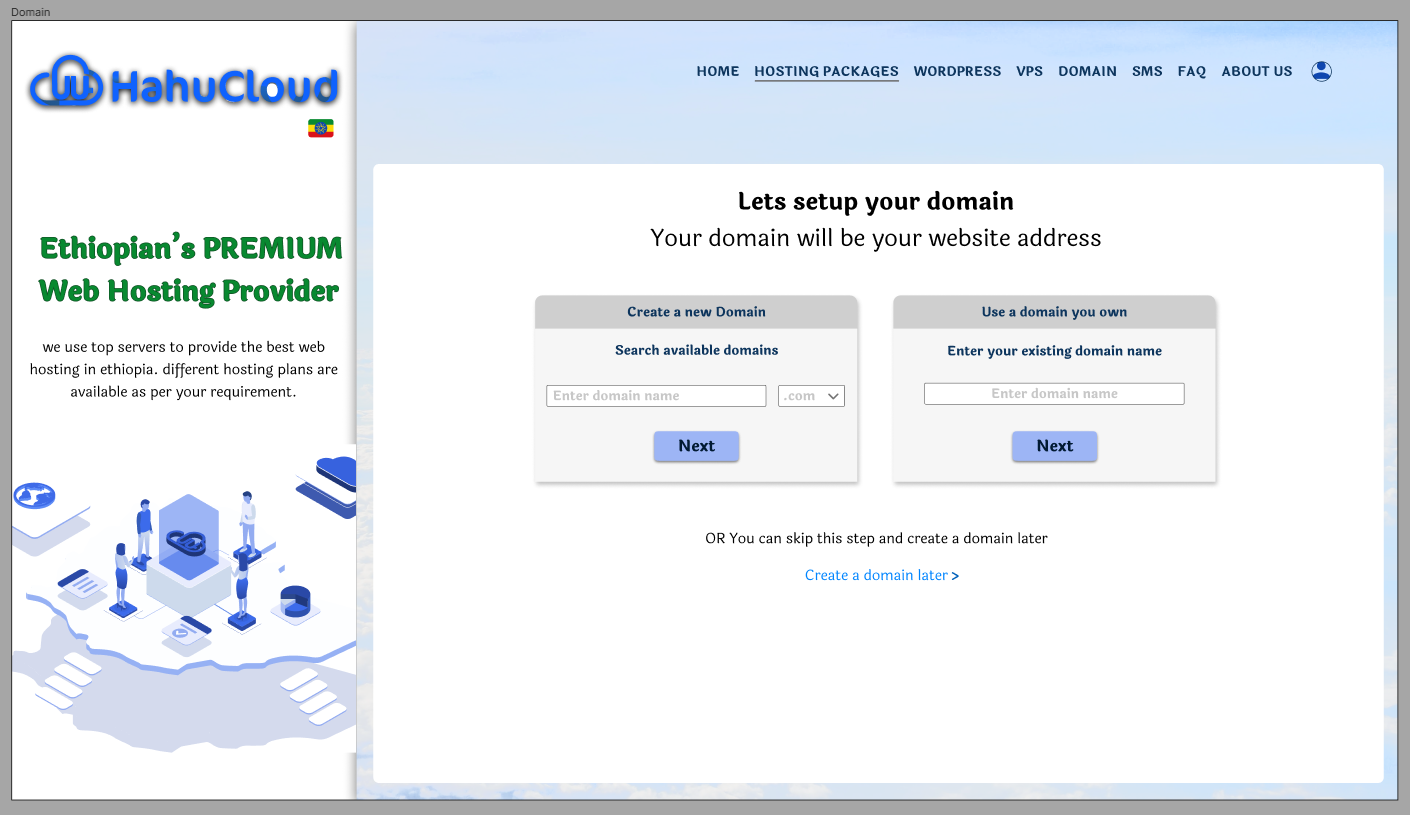 Domain
HahuCloud
HOME HOSTING PACKAGES WORDPRESS VPS DOMAIN SMS FAQ ABOUT US
Ethiopian's PREMIUM
Web Hosting Provider
we use top servers to provide the best web
hosting in ethiopia. different hosting plans are
available as per your requirement.
Lets setup your domain
Your domain will be your website address
Create a new Domain
Search available domains
Enter domain name .com
Next
Use a domain you own
Enter your existing domain name
Enter domain name
Next
OR You can skip this step and create a domain later
Create a domain later >